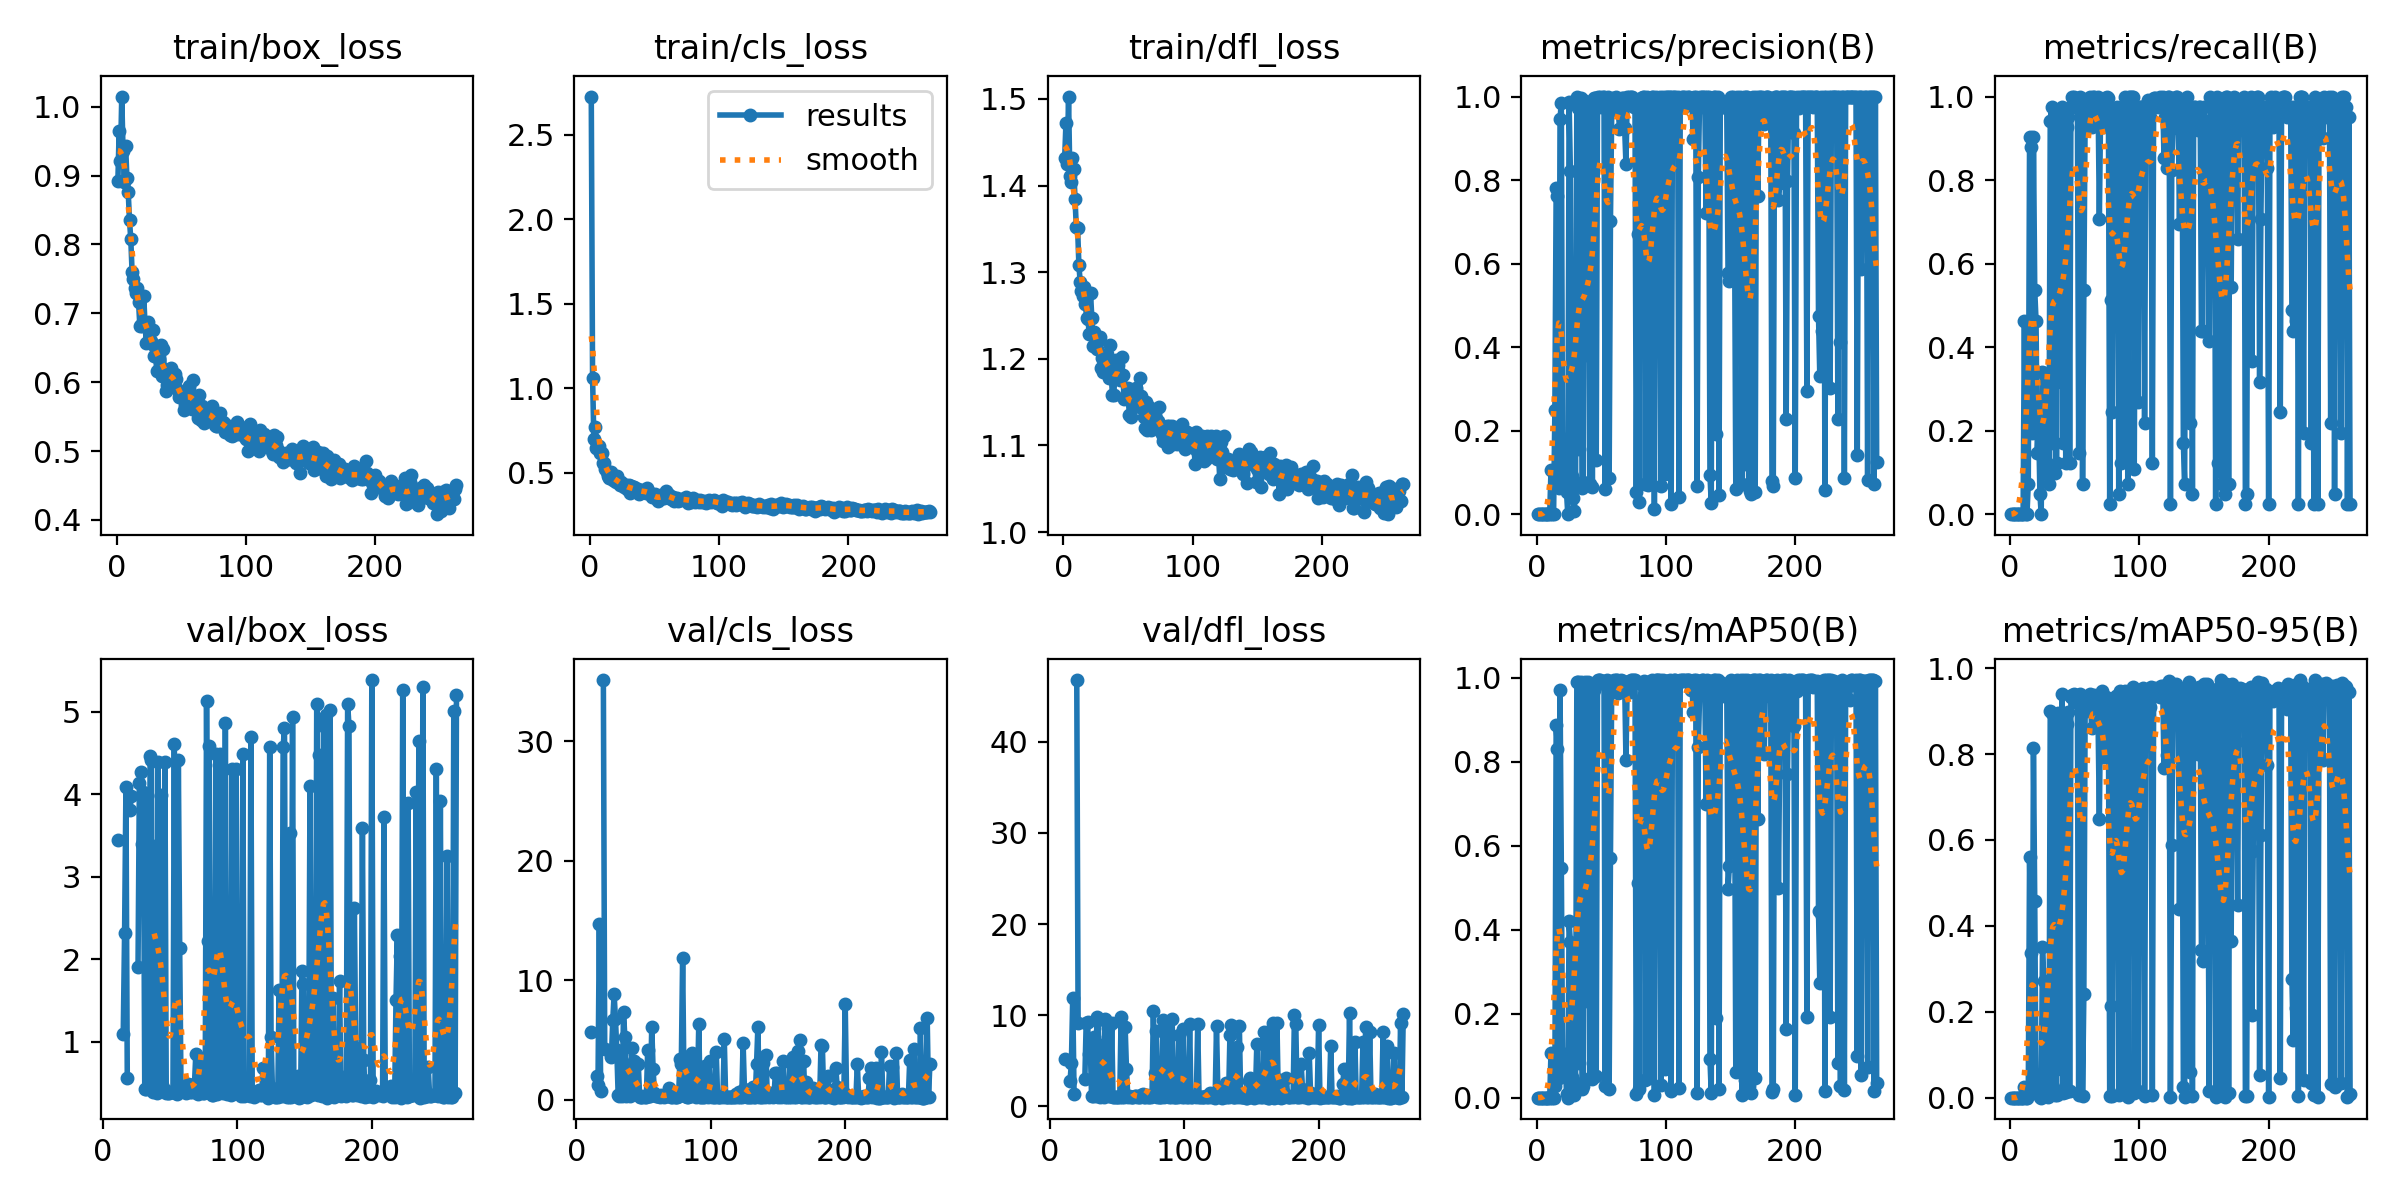 train/box_loss
train/cls_loss
train/dfl_loss
metrics/precision(B)
metrics/recall(B)
1.0
0.9
0.8
0.7
0.6
0.5
0.4
0 100 200
results
smooth
2.5
2.0
1.5
1.0
0.5
0 100 200
1.5
1.4
1.3
1.2
1.1
1.0
0 100 200
1.0
0.8
0.6
0.4
0.2
0.0
0 100 200
1.0
0.8
0.6
0.4
0.2
0.0
0 100 200
val/box_loss
val/cls_loss
val/dfl_loss
metrics/mAP50(B)
metrics/mAP50-95(B)
5
4
3
2
1
0 100 200
30
20
10
0
0 100 200
40
30
20
10
0
0 100 200
1.0
0.8
0.6
0.4
0.2
0.0
0 100 200
1.0
0.8
0.6
0.4
0.2
0.0
0 100 200